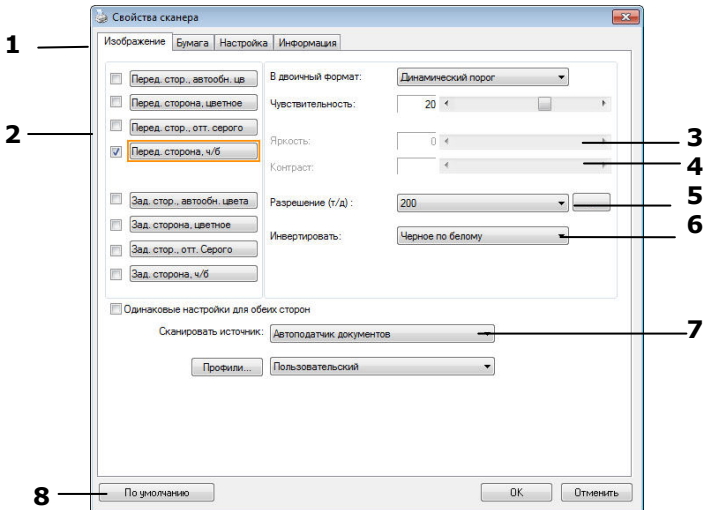 Свойства сканера
1
Изображение Бумага Настройка Информация
Перед. стор., автообн. цв
В двоичный формат: Динамический порог
Перед. сторона, цветное
Чувствительность: 20
2
Перед. стор., отт. серого
Яркость: 0
3
Перед. сторона, ч/б
Контраст:
4
Зад. стор., автообн. цвета
Разрешение (т/д) : 200
5
Зад. сторона, цветное
Инвертировать: Черное по белому
6
Зад. стор., отт. Серого
Зад. сторона, ч/б
Одинаковые настройки для обеих сторон
Сканировать источник: Автоподатчик документов
7
Профили... Пользовательский
8
По умолчанию OK Отменить